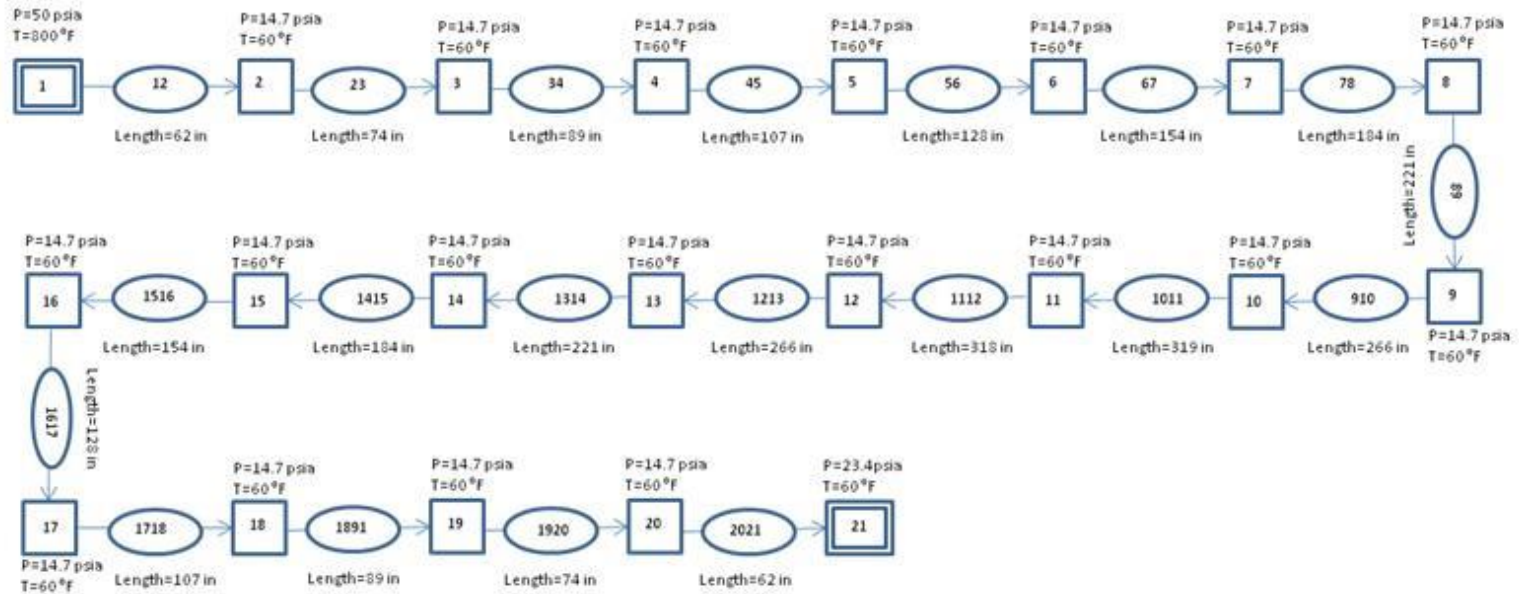 P=50 psia
T=800°F
1
12
Length=62 in
P=14.7 psia
T=60°F
2
23
Length=74 in
P=14.7 psia
T=60°F
3
34
Length=89 in
P=14.7 psia
T=60°F
4
45
Length=107 in
P=14.7 psia
T=60°F
5
56
Length=128 in
P=14.7 psia
T=60°F
6
67
Length=154 in
P=14.7 psia
T=60°F
7
78
Length=184 in
P=14.7 psia
T=60°F
8
89
Length=221 in
9
P=14.7 psia
T=60°F
910
Length=266 in
P=14.7 psia
T=60°F
10
1011
Length=319 in
P=14.7 psia
T=60°F
11
1112
Length=318 in
P=14.7 psia
T=60°F
12
1213
Length=266 in
P=14.7 psia
T=60°F
13
1314
Length=221 in
P=14.7 psia
T=60°F
14
1415
Length=184 in
P=14.7 psia
T=60°F
15
1516
Length=154 in
P=14.7 psia
T=60°F
16
1617
Length=128 in
17
P=14.7 psia
T=60°F
1718
Length=107 in
P=14.7 psia
T=60°F
18
1891
Length=89 in
P=14.7 psia
T=60°F
19
1920
Length=74 in
P=14.7 psia
T=60°F
20
2021
Length=62 in
P=23.4psia
T=60°F
21